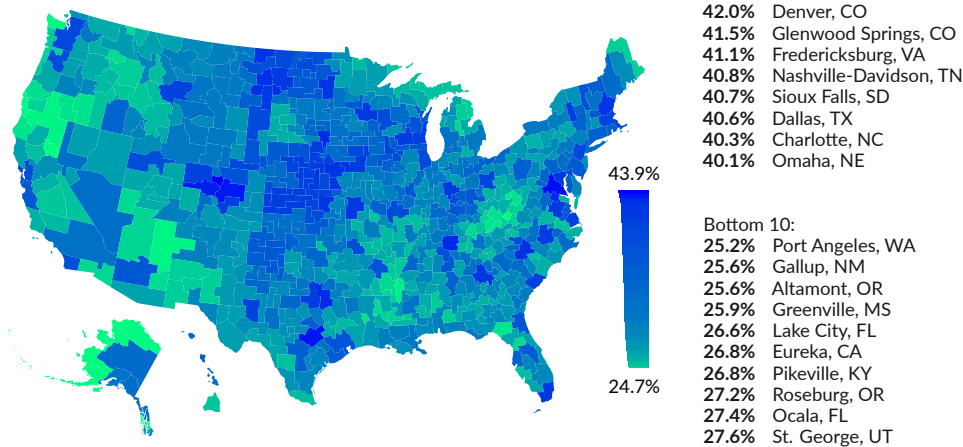 42.0% Denver, CO
41.5% Glenwood Springs, CO
41.1% Fredericksburg, VA
40.8% Nashville-Davidson, TN
40.7% Sioux Falls, SD
40.6% Dallas, TX
40.3% Charlotte, NC
40.1% Omaha, NE
43.9%
24.7%
Bottom 10:
25.2% Port Angeles, WA
25.6% Gallup, NM
25.6% Altamont, OR
25.9% Greenville, MS
26.6% Lake City, FL
26.8% Eureka, CA
26.8% Pikeville, KY
27.2% Roseburg, OR
27.4% Ocala, FL
27.6% St. George, UT